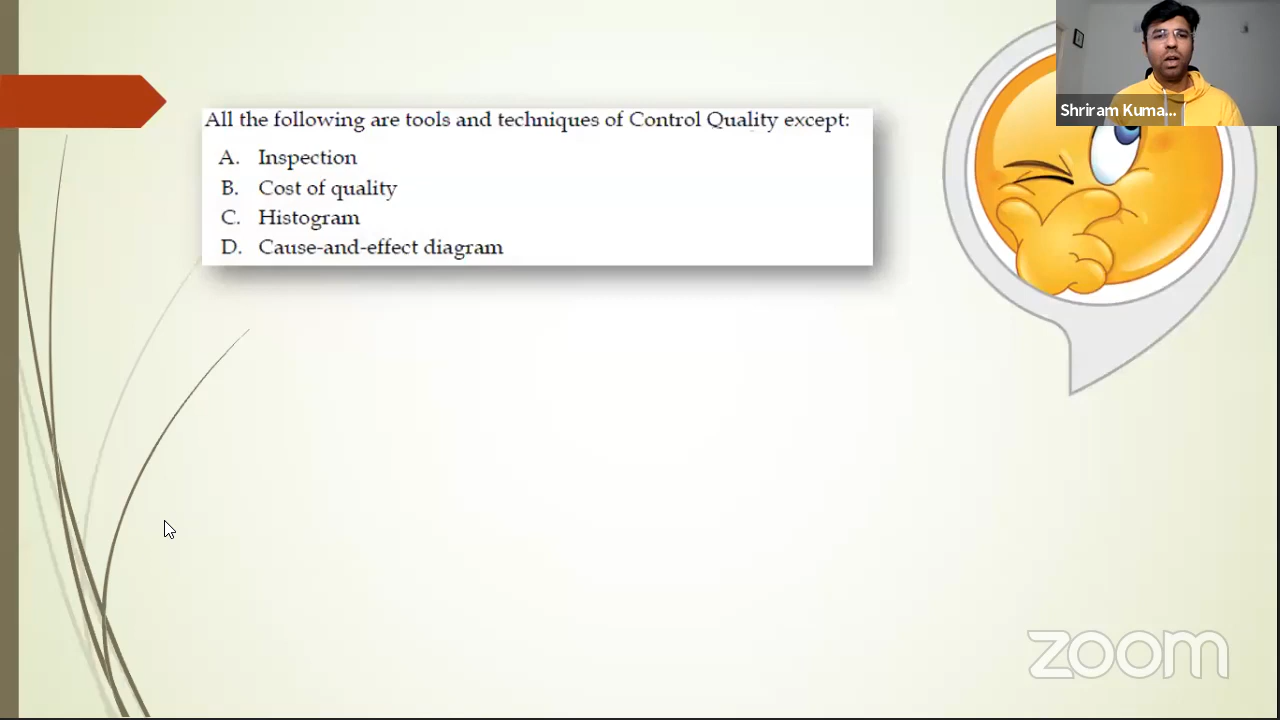 All the following are tools and techniques of Control Quality except:
A. Inspection
B. Cost of quality
C. Histogram
D. Cause-and-effect diagram
Shriram Kuma...
zoom